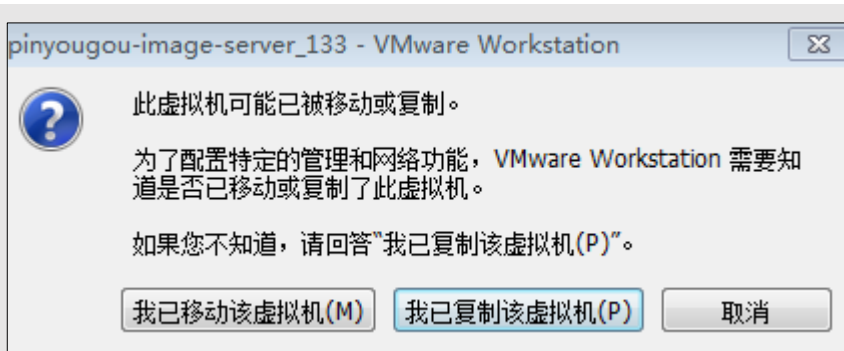 pinyougou-image-server_133 - VMware Workstation
此虚拟机可能已被移动或复制。
为了配置特定的管理和网络功能，VMware Workstation 需要知
道是否已移动或复制了此虚拟机。
如果您不知道，请回答“我已复制该虚拟机(P)”。
我已移动该虚拟机(M) 我已复制该虚拟机(P) 取消